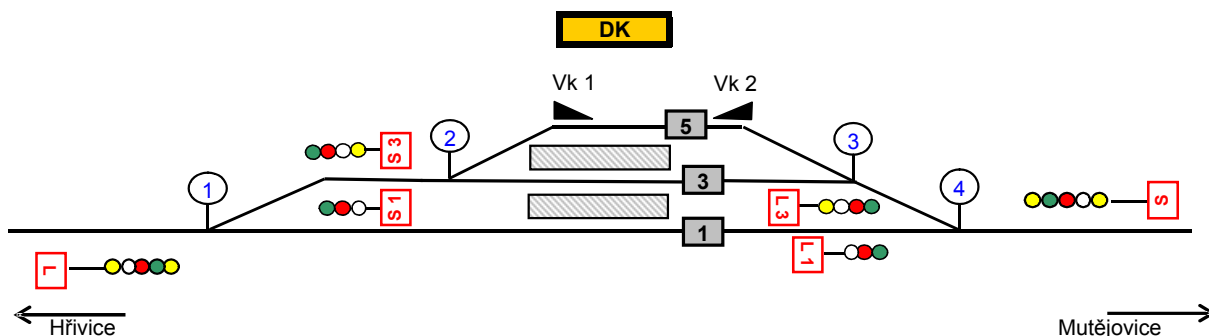 DK
Vk 1
Vk 2
5
2
3
S 3
1
3
4
S 1
L 3
S
1
L 1
L
Hřivice
Mutějovice